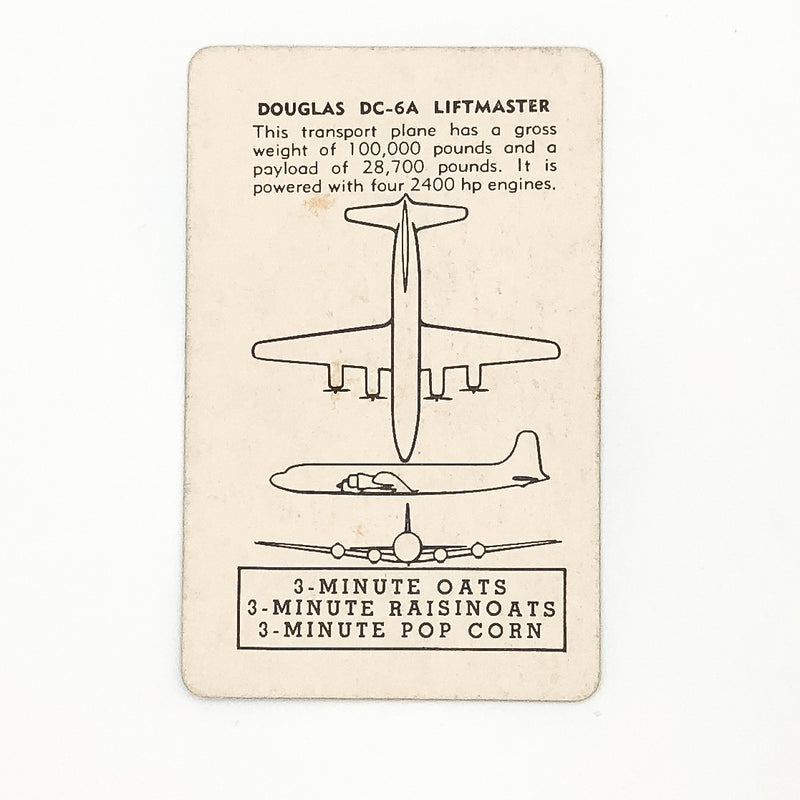 DOUGLAS DC-6A LIFTMASTER
This transport plane has a gross
weight of 100,000 pounds and a
payload of 28,700 pounds. It is
powered with four 2400 hp engines.
3-MINUTE OATS
3-MINUTE RAISINOATS
3-MINUTE POP CORN